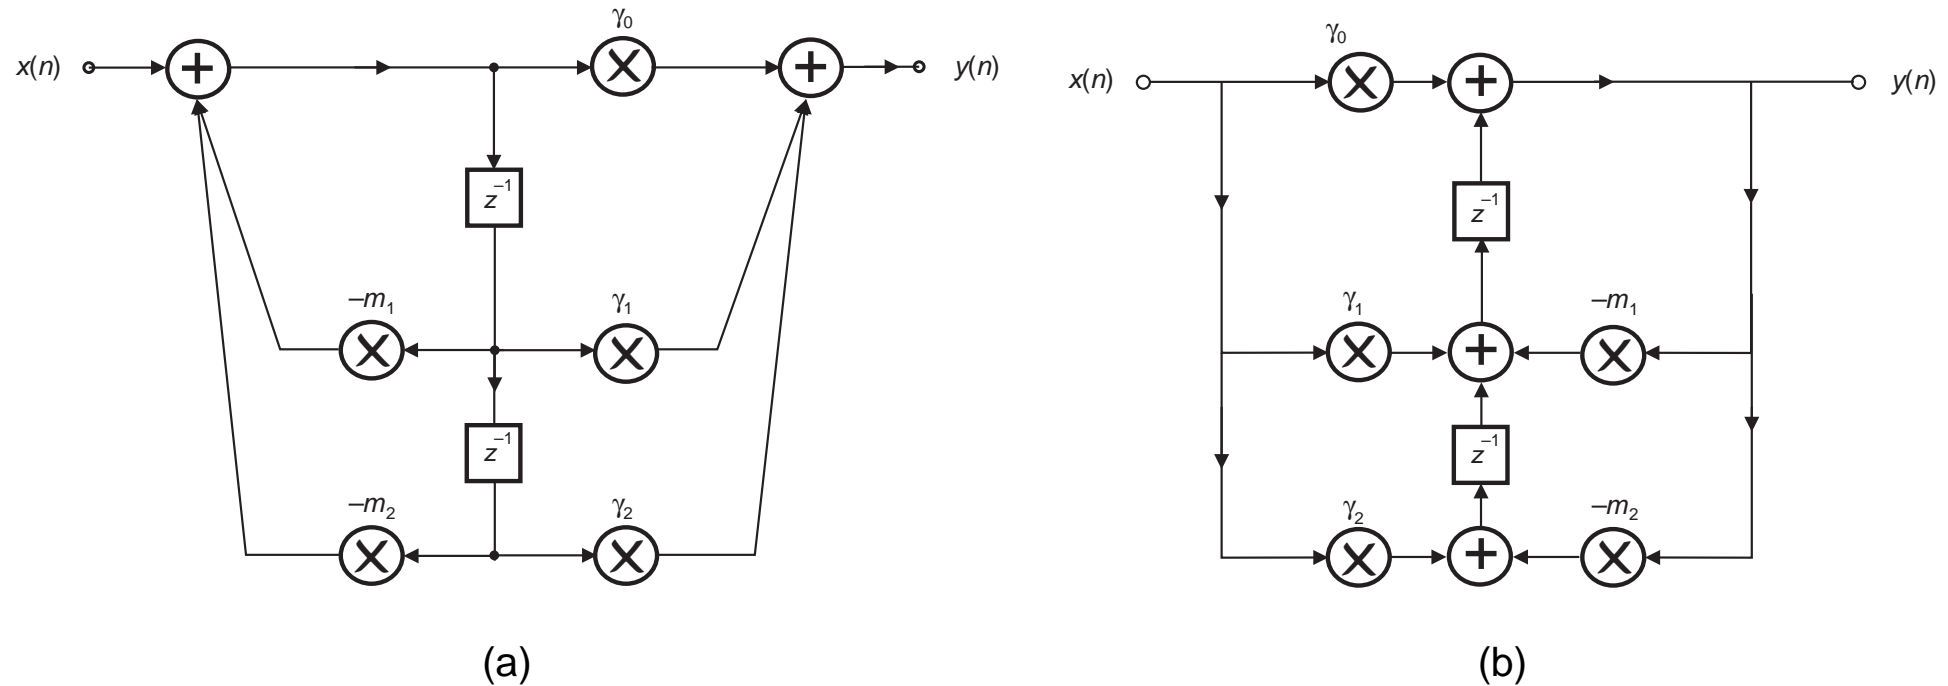 γ0
x(n) y(n)
z–1
–m1 γ1
z–1
–m2 γ2
(a)
γ0
x(n) y(n)
z–1
γ1 –m1
z–1
γ2 –m2
(b)